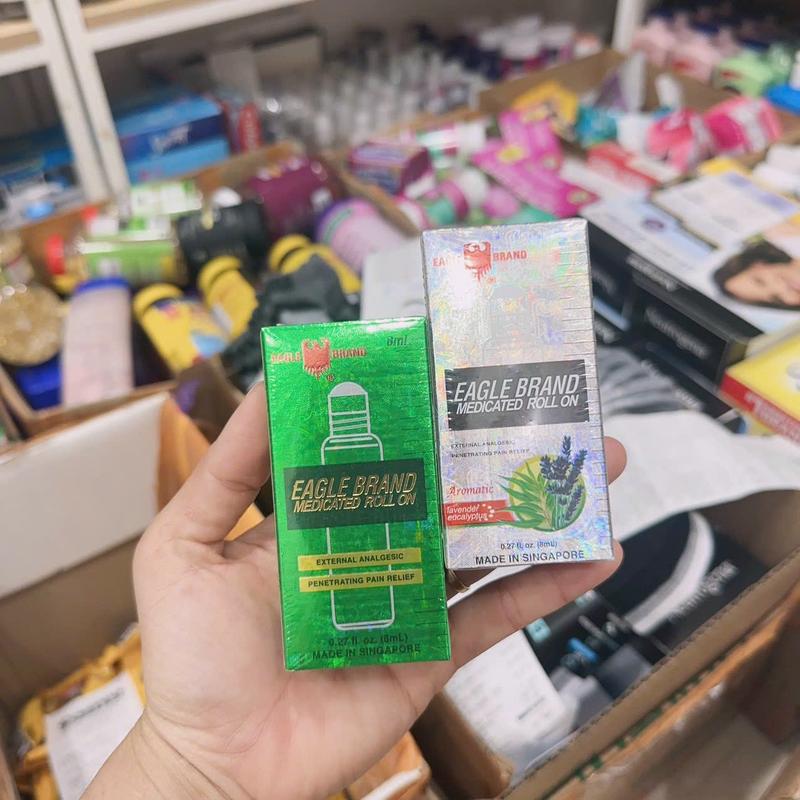 EAGLE BRAND
8ml
EAGLE BRAND
MEDICATED ROLL ON
EXTERNAL ANALGESIC
PENETRATING PAIN RELIEF
0.27 fl. oz. (8mL)
MADE IN SINGAPORE
EAGLE BRAND
EAGLE BRAND
MEDICATED ROLL ON
EXTERNAL ANALGESIC
PENETRATING PAIN RELIEF
Aromatic
lavender
eucalyptus
0.27 fl. oz. (8mL)
MADE IN SINGAPORE
Neutrogena